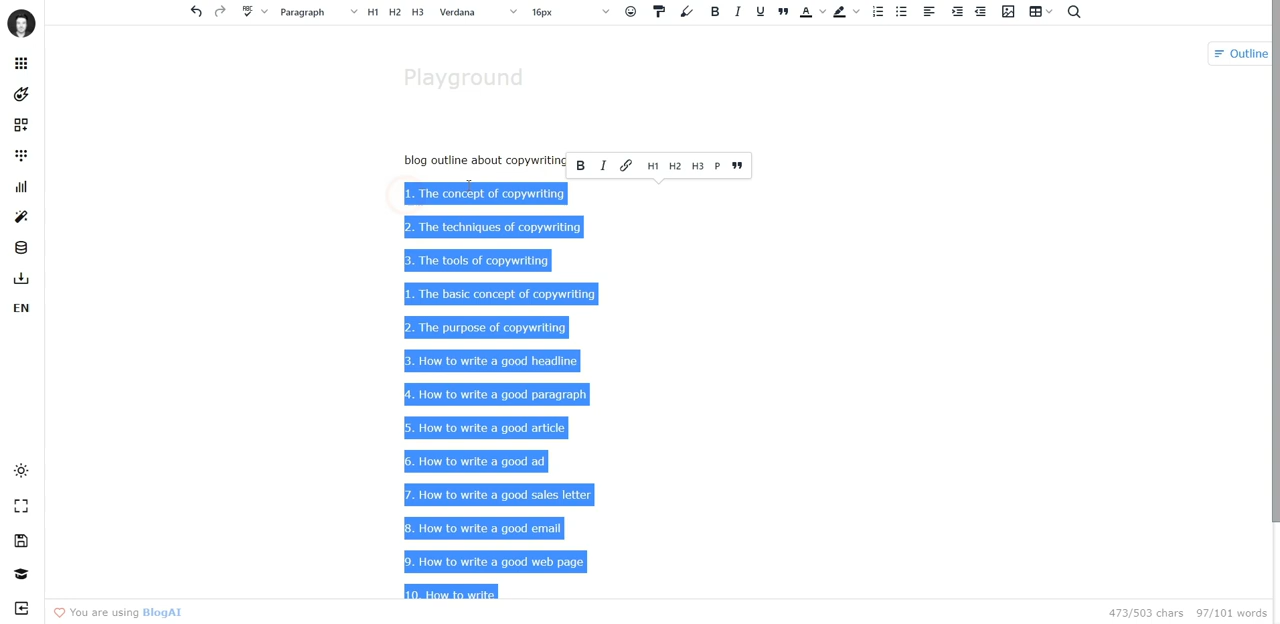 Paragraph H1 H2 H3 Verdana 16px B I U A
Outline
Playground
blog outline about copywriting
B I H1 H2 H3 P
1. The concept of copywriting
2. The techniques of copywriting
3. The tools of copywriting
1. The basic concept of copywriting
2. The purpose of copywriting
3. How to write a good headline
4. How to write a good paragraph
5. How to write a good article
6. How to write a good ad
7. How to write a good sales letter
8. How to write a good email
9. How to write a good web page
10. How to write
EN
You are using BlogAI
473/503 chars 97/101 words